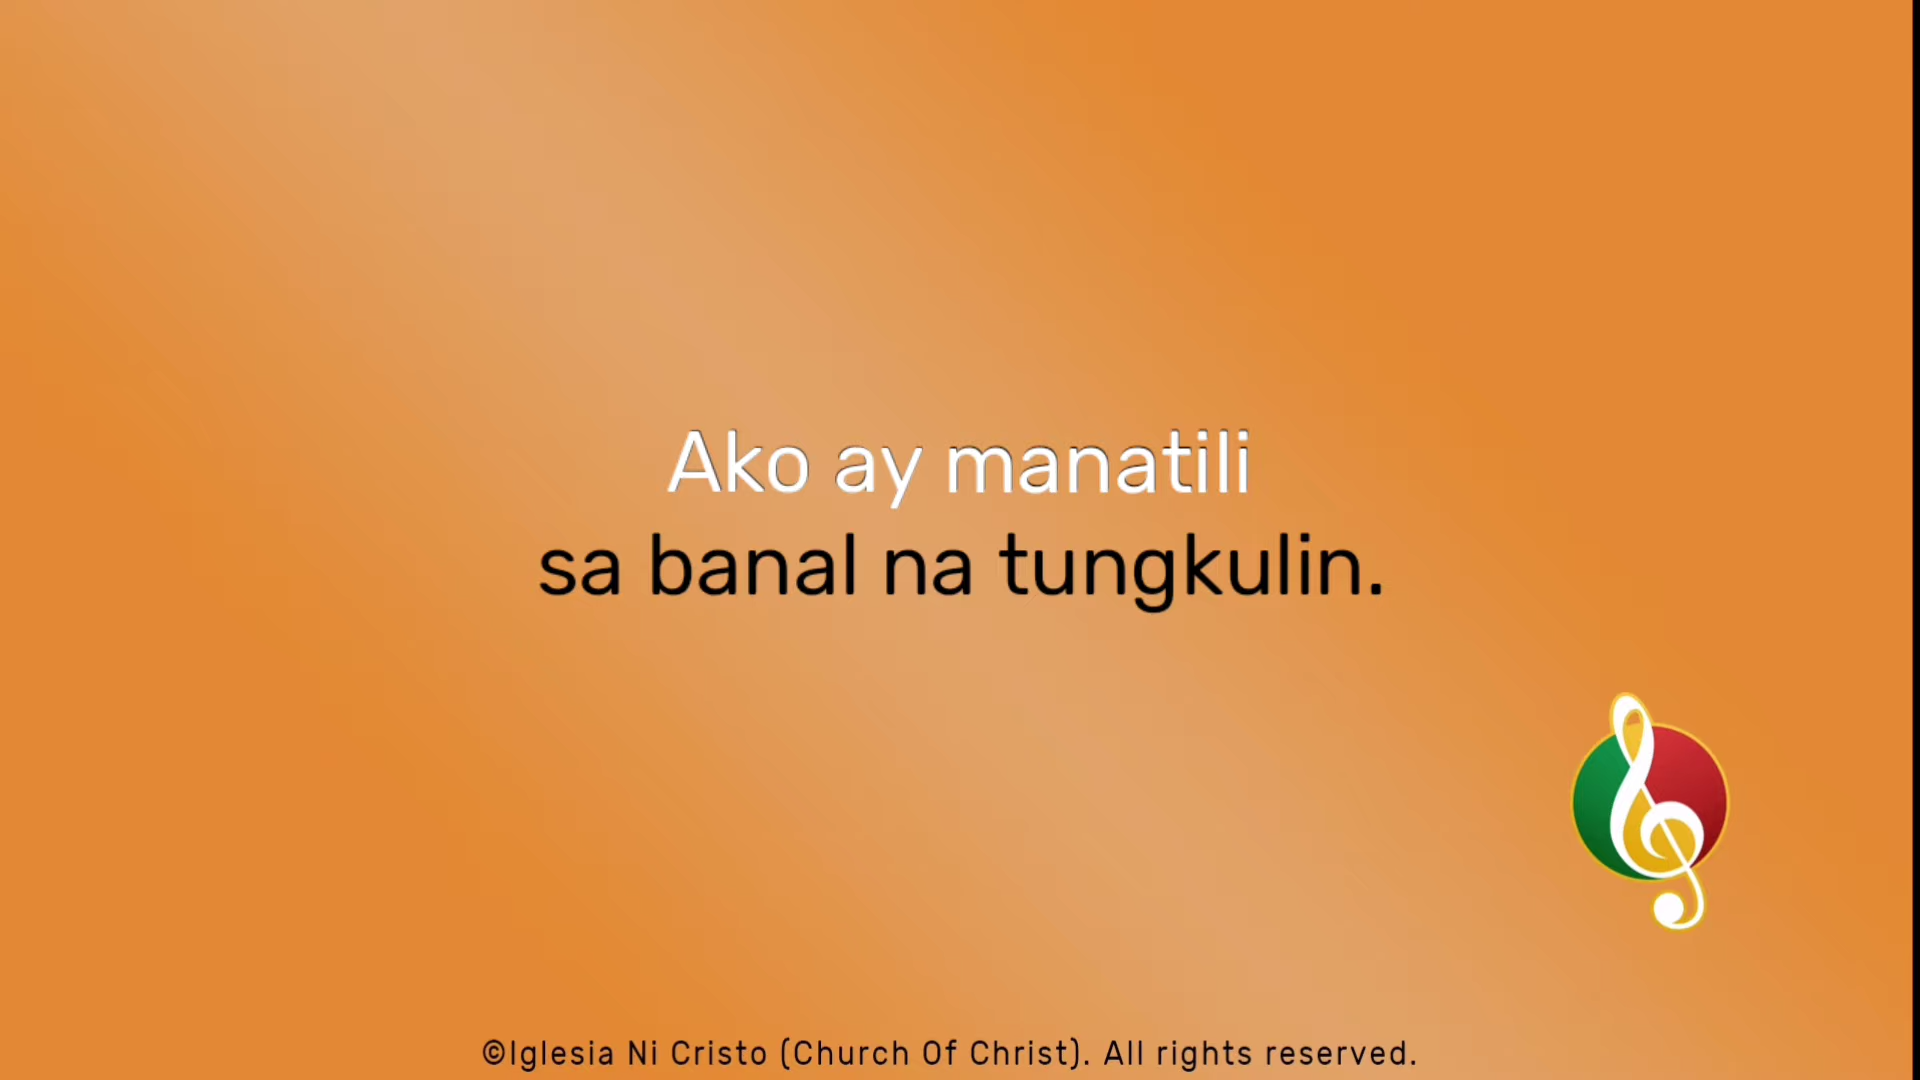 Ako ay manatili
sa banal na tungkulin.
©Iglesia Ni Cristo (Church Of Christ). All rights reserved.